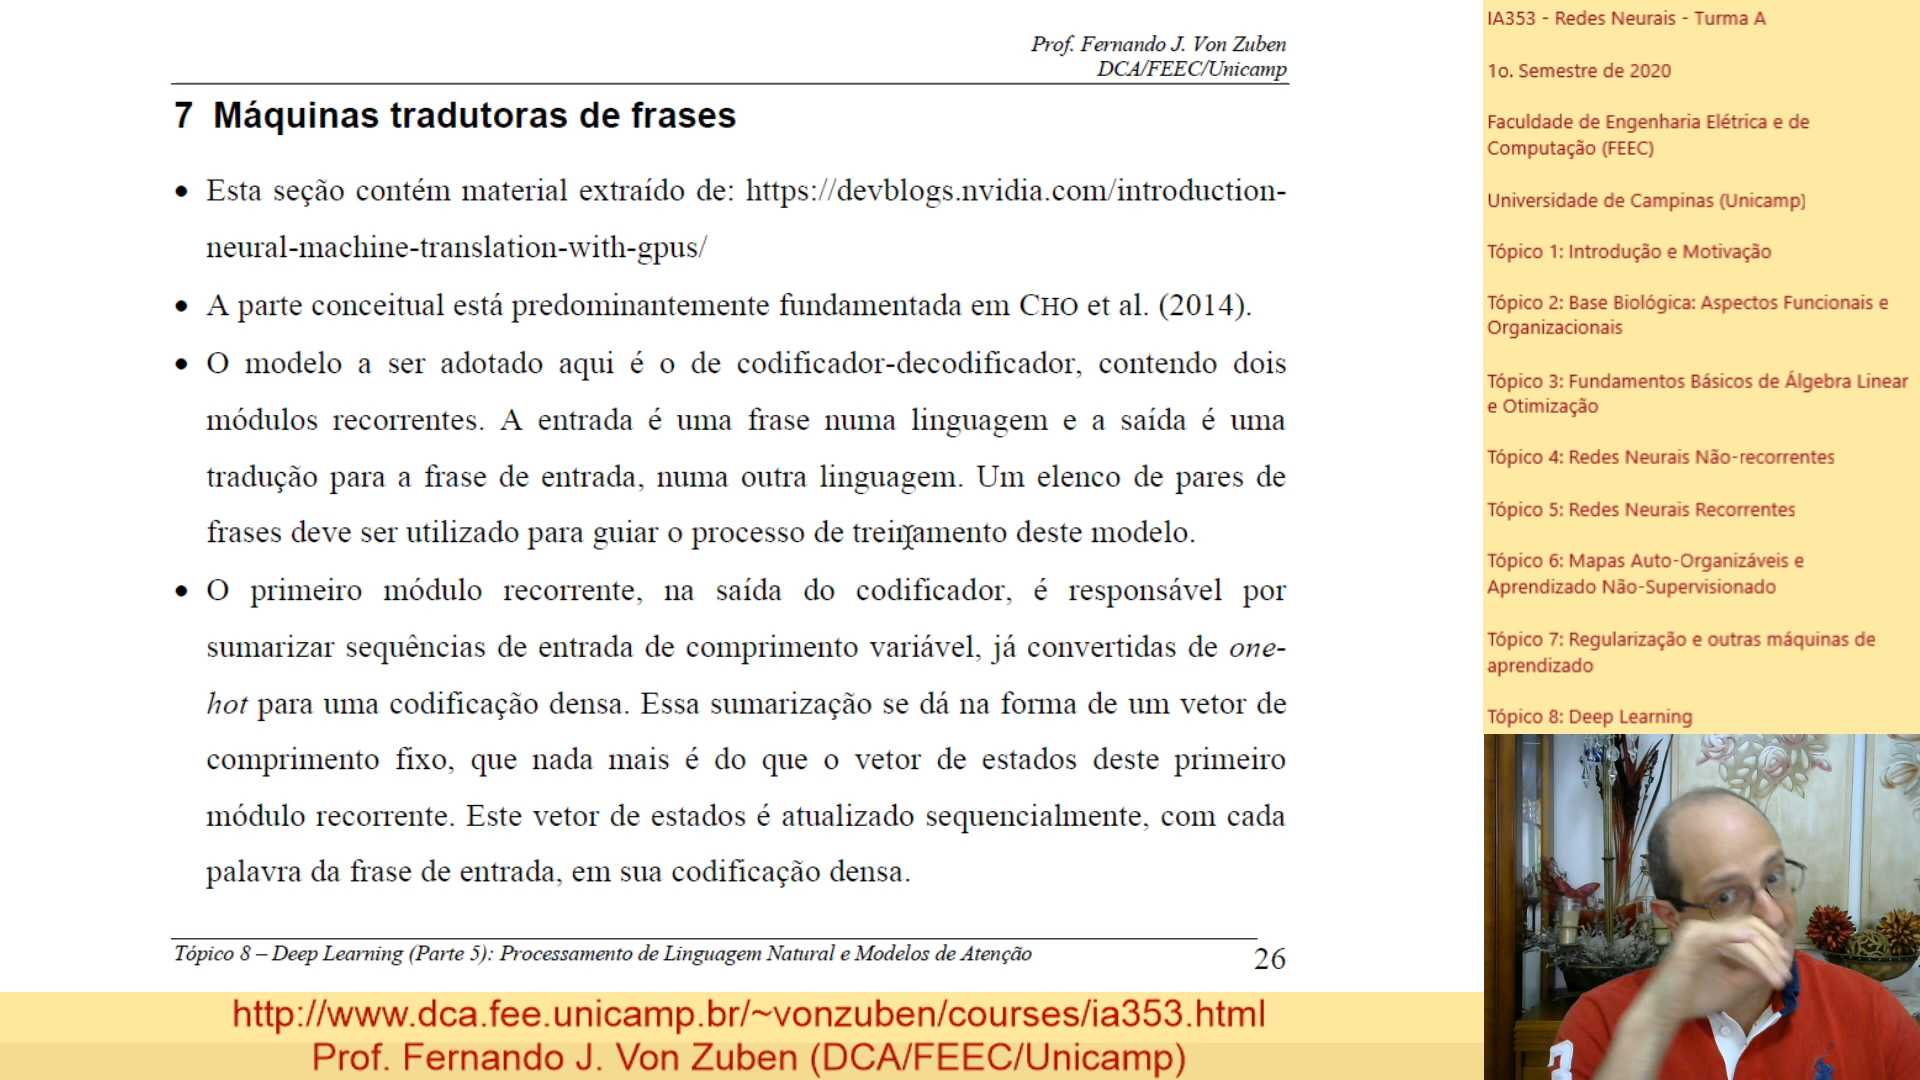 Prof. Fernando J. Von Zuben
DCA/FEEC/Unicamp
7 Máquinas tradutoras de frases
• Esta seção contém material extraído de: https://devblogs.nvidia.com/introduction-
neural-machine-translation-with-gpus/
• A parte conceitual está predominantemente fundamentada em CHO et al. (2014).
• O modelo a ser adotado aqui é o de codificador-decodificador, contendo dois
módulos recorrentes. A entrada é uma frase numa linguagem e a saída é uma
tradução para a frase de entrada, numa outra linguagem. Um elenco de pares de
frases deve ser utilizado para guiar o processo de treinamento deste modelo.
• O primeiro módulo recorrente, na saída do codificador, é responsável por
sumarizar sequências de entrada de comprimento variável, já convertidas de one-
hot para uma codificação densa. Essa sumarização se dá na forma de um vetor de
comprimento fixo, que nada mais é do que o vetor de estados deste primeiro
módulo recorrente. Este vetor de estados é atualizado sequencialmente, com cada
palavra da frase de entrada, em sua codificação densa.
Tópico 8 – Deep Learning (Parte 5): Processamento de Linguagem Natural e Modelos de Atenção
26
http://www.dca.fee.unicamp.br/~vonzuben/courses/ia353.html
Prof. Fernando J. Von Zuben (DCA/FEEC/Unicamp)
IA353 - Redes Neurais - Turma A
1o. Semestre de 2020
Faculdade de Engenharia Elétrica e de
Computação (FEEC)
Universidade de Campinas (Unicamp)
Tópico 1: Introdução e Motivação
Tópico 2: Base Biológica: Aspectos Funcionais e
Organizacionais
Tópico 3: Fundamentos Básicos de Álgebra Linear
e Otimização
Tópico 4: Redes Neurais Não-recorrentes
Tópico 5: Redes Neurais Recorrentes
Tópico 6: Mapas Auto-Organizáveis e
Aprendizado Não-Supervisionado
Tópico 7: Regularização e outras máquinas de
aprendizado
Tópico 8: Deep Learning